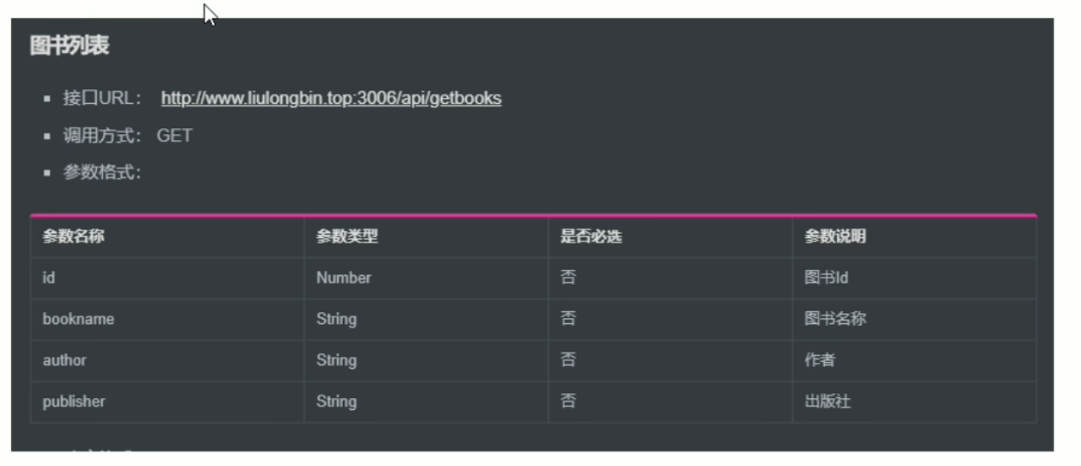 图书列表
接口URL： http://www.liulongbin.top:3006/api/getbooks
调用方式： GET
参数格式：
参数名称 参数类型 是否必选 参数说明
id Number 否 图书Id
bookname String 否 图书名称
author String 否 作者
publisher String 否 出版社